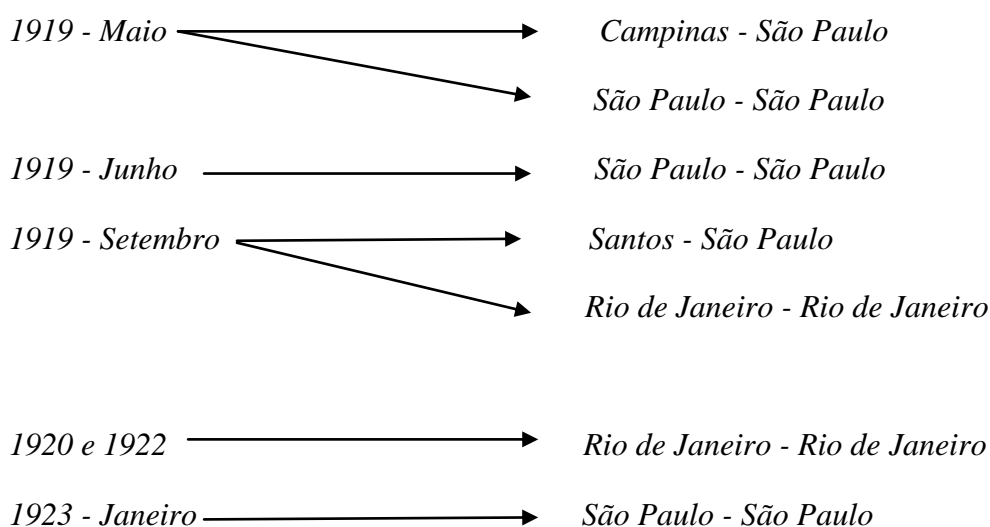 1919 - Maio Campinas - São Paulo
São Paulo - São Paulo
1919 - Junho São Paulo - São Paulo
1919 - Setembro Santos - São Paulo
Rio de Janeiro - Rio de Janeiro
1920 e 1922 Rio de Janeiro - Rio de Janeiro
1923 - Janeiro São Paulo - São Paulo